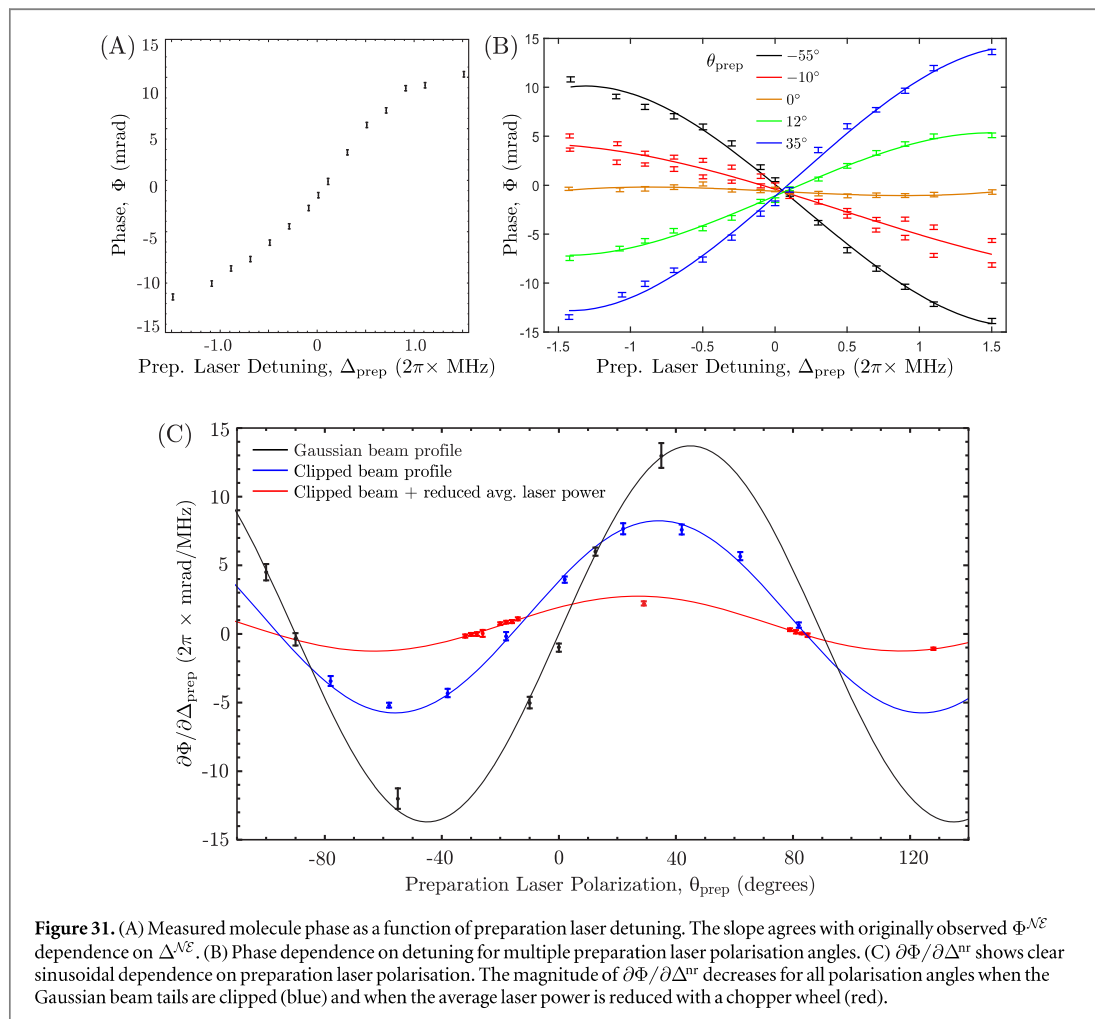 (A)
15
10
5
0
-5
-10
-15
-1.0
0
1.0
Phase, Φ (mrad)
Prep. Laser Detuning, Δprep (2π× MHz)
(B)
θprep
−55°
−10°
0°
12°
35°
15
10
5
0
-5
-10
-15
-1.5
-1
-0.5
0
0.5
1
1.5
Phase, Φ (mrad)
Prep. Laser Detuning, Δprep (2π× MHz)
(C)
Gaussian beam profile
Clipped beam profile
Clipped beam + reduced avg. laser power
15
10
5
0
-5
-10
-15
-80
-40
0
40
80
120
∂Φ/∂Δprep (2π × mrad/MHz)
Preparation Laser Polarization, θprep (degrees)
Figure 31. (A) Measured molecule phase as a function of preparation laser detuning. The slope agrees with originally observed Φ^𝒩ℰ
dependence on Δ^𝒩ℰ. (B) Phase dependence on detuning for multiple preparation laser polarisation angles. (C) ∂Φ/∂Δ^nr shows clear
sinusoidal dependence on preparation laser polarisation. The magnitude of ∂Φ/∂Δ^nr decreases for all polarisation angles when the
Gaussian beam tails are clipped (blue) and when the average laser power is reduced with a chopper wheel (red).